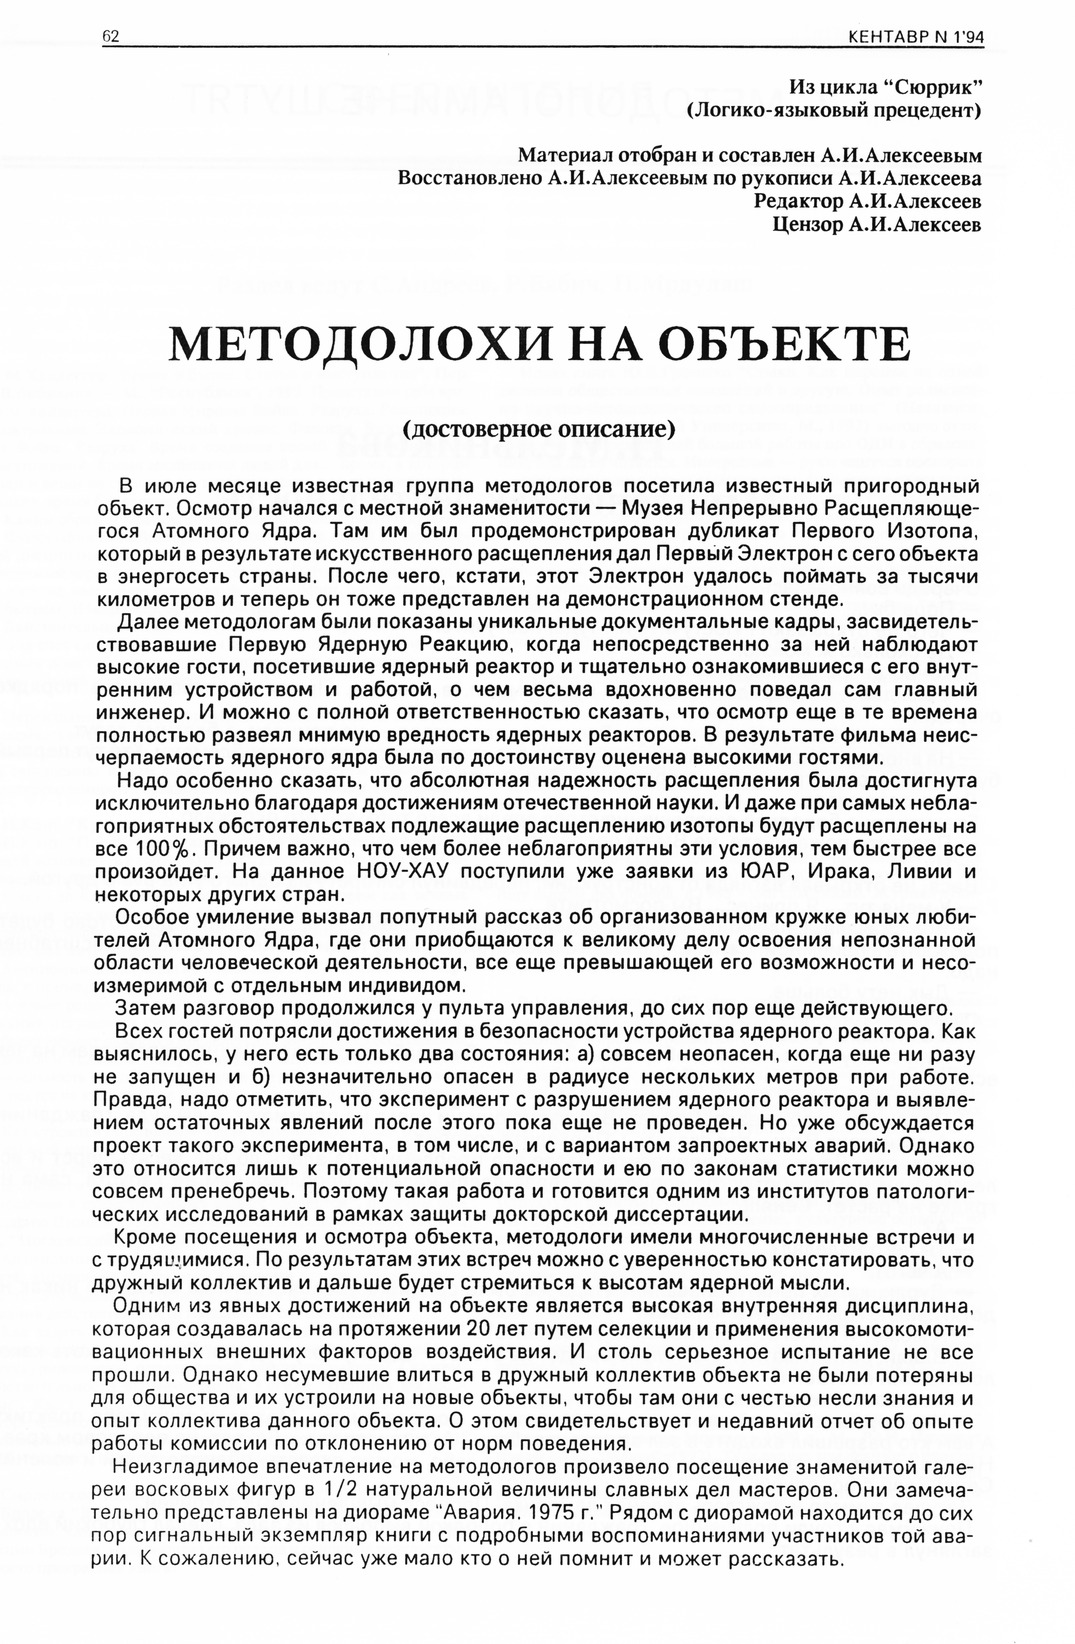 62 КЕНТАВР N 1'94
Из цикла “Сюррик”
(Логико-языковый прецедент)
Материал отобран и составлен А.И.Алексеевым
Восстановлено А.И.Алексеевым по рукописи А.И.Алексеева
Редактор А.И.Алексеев
Цензор А.И.Алексеев
МЕТОДОЛОХИ НА ОБЪЕКТЕ
(достоверное описание)
В июле месяце известная группа методологов посетила известный пригородный
объект. Осмотр начался с местной знаменитости — Музея Непрерывно Расщепляюще-
гося Атомного Ядра. Там им был продемонстрирован дубликат Первого Изотопа,
который в результате искусственного расщепления дал Первый Электрон с сего объекта
в энергосеть страны. После чего, кстати, этот Электрон удалось поймать за тысячи
километров и теперь он тоже представлен на демонстрационном стенде.
Далее методологам были показаны уникальные документальные кадры, засвидетель-
ствовавшие Первую Ядерную Реакцию, когда непосредственно за ней наблюдают
высокие гости, посетившие ядерный реактор и тщательно ознакомившиеся с его внут-
ренним устройством и работой, о чем весьма вдохновенно поведал сам главный
инженер. И можно с полной ответственностью сказать, что осмотр еще в те времена
полностью развеял мнимую вредность ядерных реакторов. В результате фильма неис-
черпаемость ядерного ядра была по достоинству оценена высокими гостями.
Надо особенно сказать, что абсолютная надежность расщепления была достигнута
исключительно благодаря достижениям отечественной науки. И даже при самых небла-
гоприятных обстоятельствах подлежащие расщеплению изотопы будут расщеплены на
все 100%. Причем важно, что чем более неблагоприятны эти условия, тем быстрее все
произойдет. На данное НОУ-ХАУ поступили уже заявки из ЮАР, Ирака, Ливии и
некоторых других стран.
Особое умиление вызвал попутный рассказ об организованном кружке юных люби-
телей Атомного Ядра, где они приобщаются к великому делу освоения непознанной
области человеческой деятельности, все еще превышающей его возможности и несо-
измеримой с отдельным индивидом.
Затем разговор продолжился у пульта управления, до сих пор еще действующего.
Всех гостей потрясли достижения в безопасности устройства ядерного реактора. Как
выяснилось, у него есть только два состояния: а) совсем неопасен, когда еще ни разу
не запущен и б) незначительно опасен в радиусе нескольких метров при работе.
Правда, надо отметить, что эксперимент с разрушением ядерного реактора и выявле-
нием остаточных явлений после этого пока еще не проведен. Но уже обсуждается
проект такого эксперимента, в том числе, и с вариантом запроектных аварий. Однако
это относится лишь к потенциальной опасности и ею по законам статистики можно
совсем пренебречь. Поэтому такая работа и готовится одним из институтов патологи-
ческих исследований в рамках защиты докторской диссертации.
Кроме посещения и осмотра объекта, методологи имели многочисленные встречи и
с трудящимися. По результатам этих встреч можно с уверенностью констатировать, что
дружный коллектив и дальше будет стремиться к высотам ядерной мысли.
Одним из явных достижений на объекте является высокая внутренняя дисциплина,
которая создавалась на протяжении 20 лет путем селекции и применения высокомоти-
вационных внешних факторов воздействия. И столь серьезное испытание не все
прошли. Однако несумевшие влиться в дружный коллектив объекта не были потеряны
для общества и их устроили на новые объекты, чтобы там они с честью несли знания и
опыт коллектива данного объекта. О этом свидетельствует и недавний отчет об опыте
работы комиссии по отклонению от норм поведения.
Неизгладимое впечатление на методологов произвело посещение знаменитой гале-
реи восковых фигур в 1/2 натуральной величины славных дел мастеров. Они замеча-
тельно представлены на диораме “Авария. 1975 г.” Рядом с диорамой находится до сих
пор сигнальный экземпляр книги с подробными воспоминаниями участников той ава-
рии. К сожалению, сейчас уже мало кто о ней помнит и может рассказать.